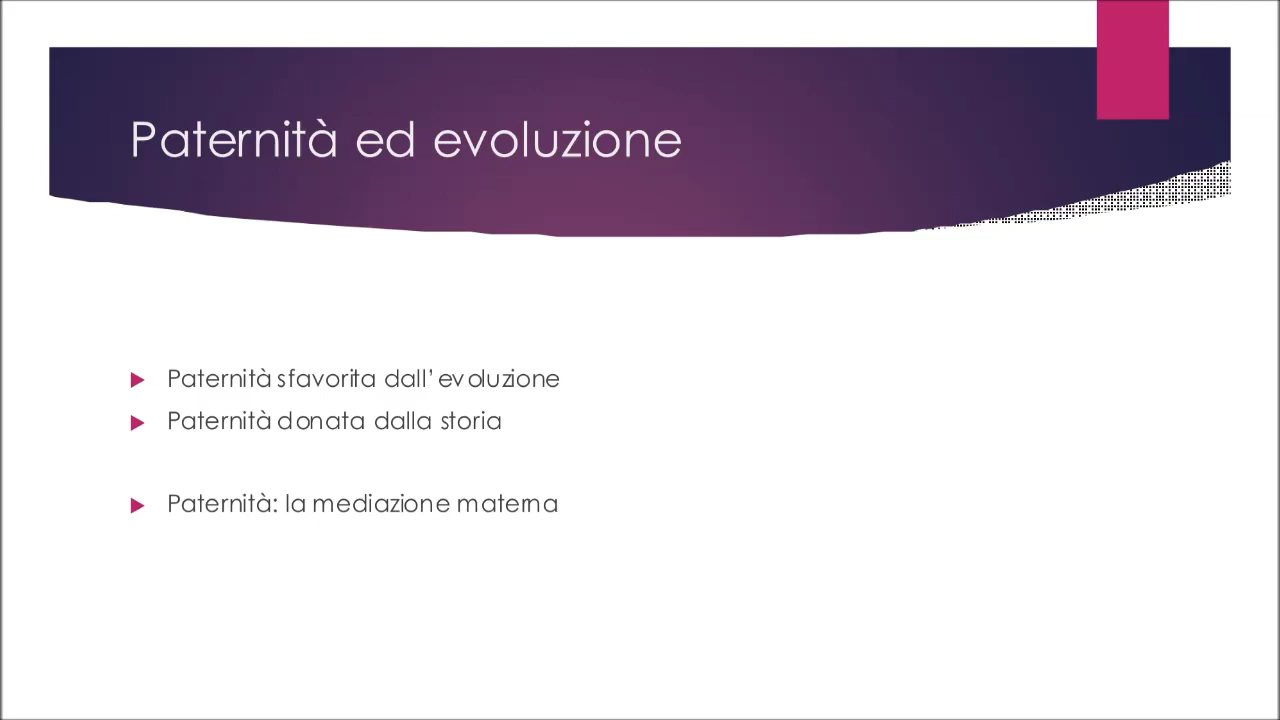 Paternità ed evoluzione
Paternità sfavorita dall’evoluzione
Paternità donata dalla storia
Paternità: la mediazione materna